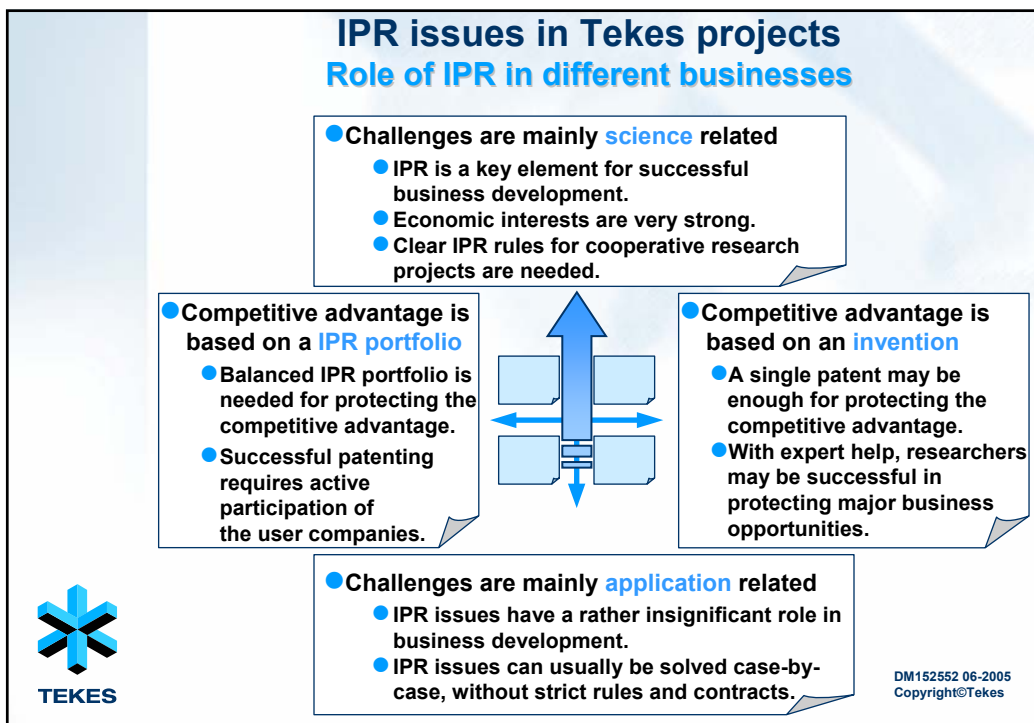 IPR issues in Tekes projects
Role of IPR in different businesses
Challenges are mainly science related
IPR is a key element for successful
business development.
Economic interests are very strong.
Clear IPR rules for cooperative research
projects are needed.
Competitive advantage is
based on a IPR portfolio
Balanced IPR portfolio is
needed for protecting the
competitive advantage.
Successful patenting
requires active
participation of
the user companies.
Competitive advantage is
based on an invention
A single patent may be
enough for protecting the
competitive advantage.
With expert help, researchers
may be successful in
protecting major business
opportunities.
Challenges are mainly application related
IPR issues have a rather insignificant role in
business development.
IPR issues can usually be solved case-by-
case, without strict rules and contracts.
TEKES
DM152552 06-2005
Copyright©Tekes